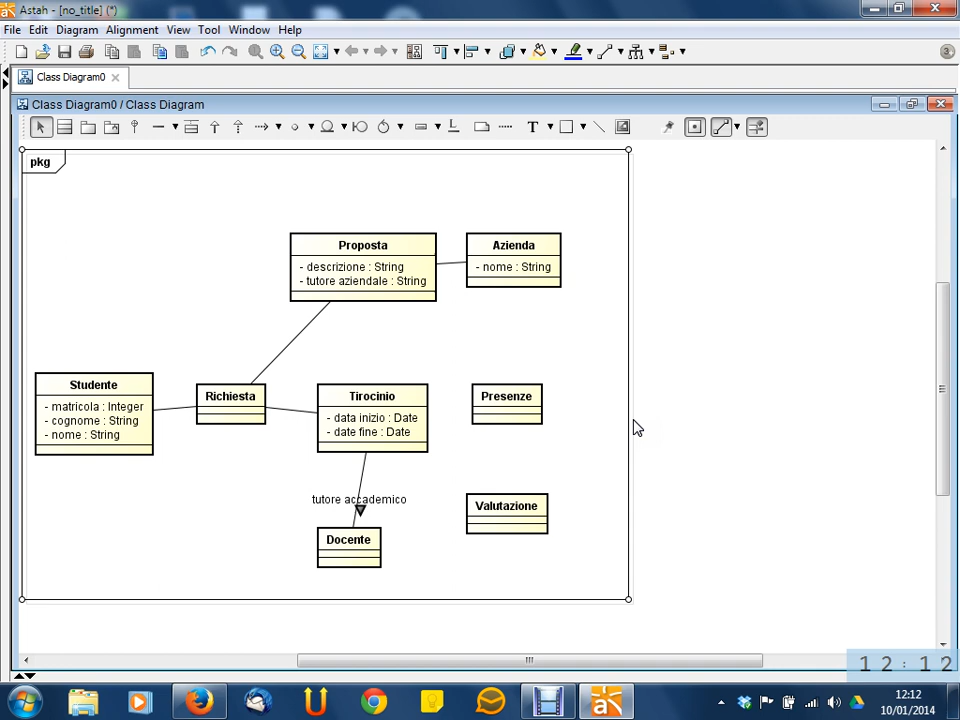 Astah - [no_title] (*)
File Edit Diagram Alignment View Tool Window Help
3
Class Diagram0
Class Diagram0 / Class Diagram
T
pkg
Proposta
- descrizione : String
- tutore aziendale : String
Azienda
- nome : String
Studente
- matricola : Integer
- cognome : String
- nome : String
Richiesta
Tirocinio
- data inizio : Date
- date fine : Date
Presenze
tutore accademico
Valutazione
Docente
12:12
12:12
10/01/2014